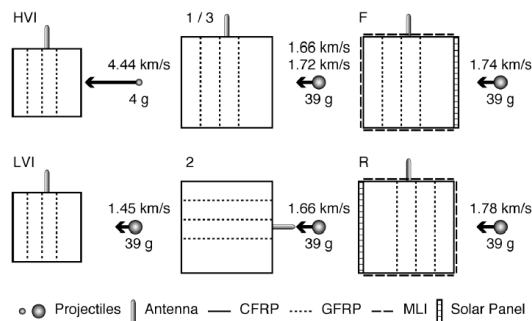 HVI
4.44 km/s
4 g
1 / 3
1.66 km/s
1.72 km/s
39 g
F
1.74 km/s
39 g
LVI
1.45 km/s
39 g
2
1.66 km/s
39 g
R
1.78 km/s
39 g
Projectiles Antenna CFRP GFRP MLI Solar Panel